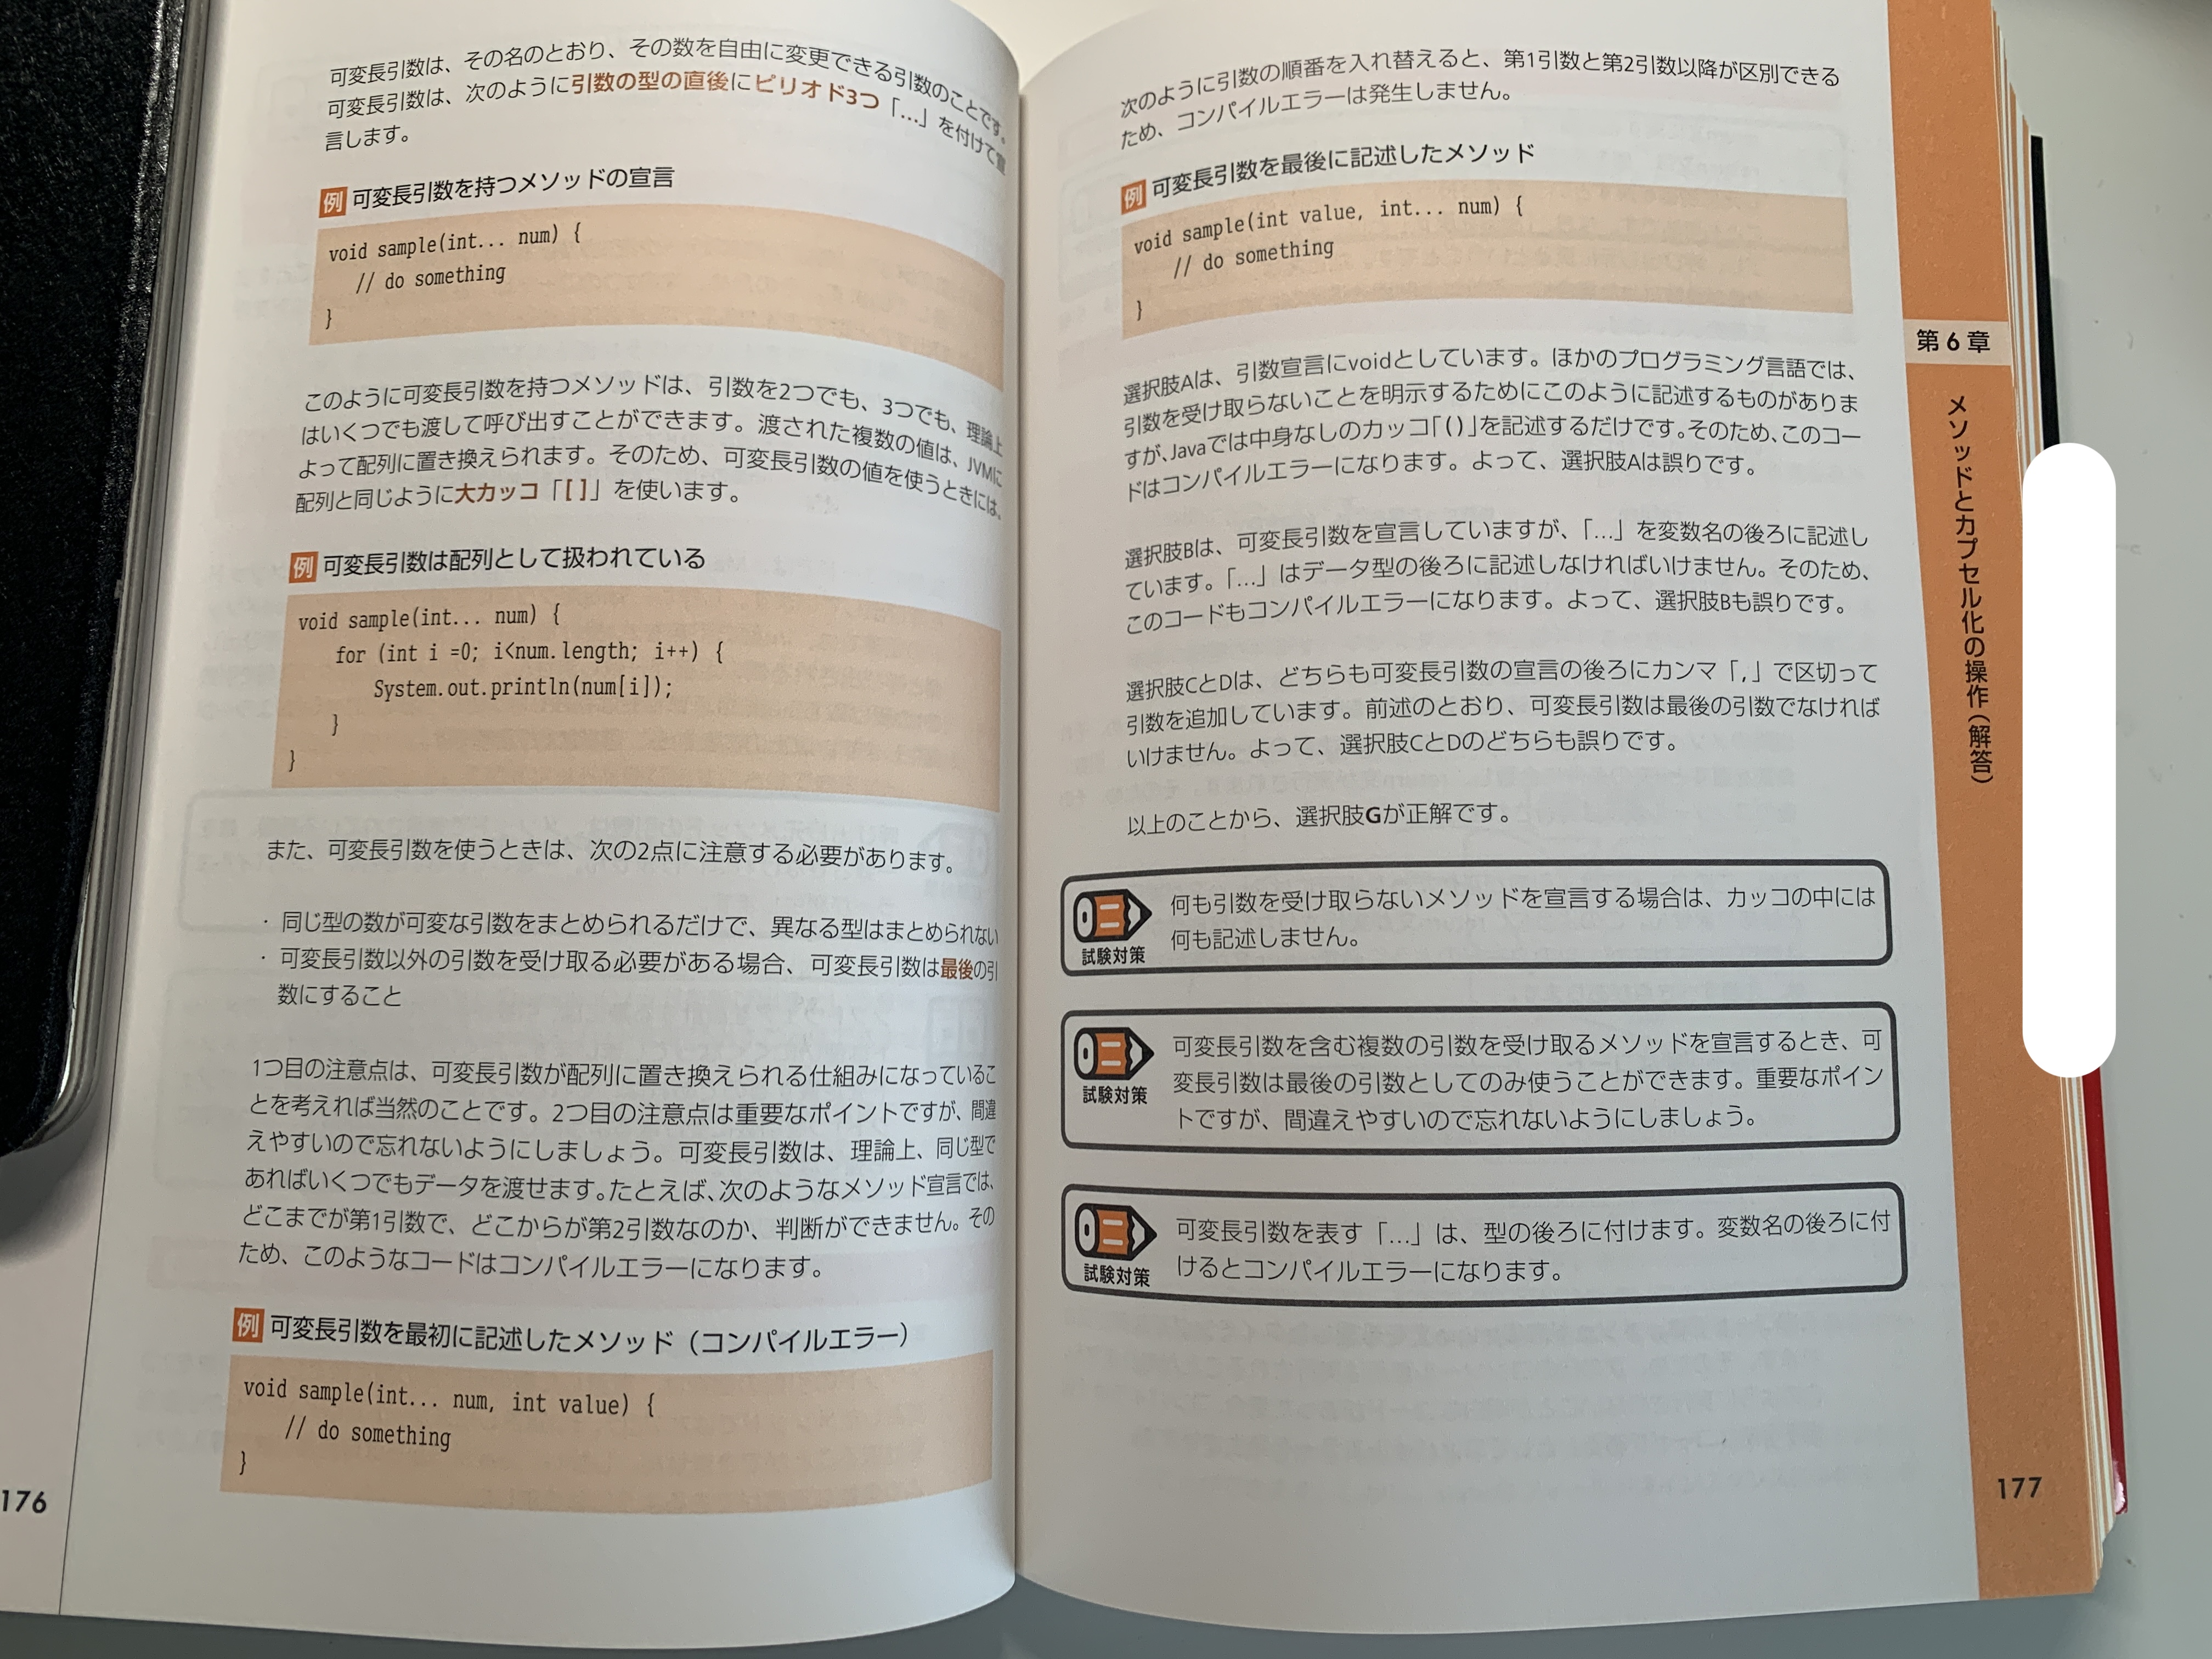 可変長引数は、その名のとおり、その数を自由に変更できる引数のことです。
可変長引数は、次のように引数の型の直後にピリオド3つ「…」を付けて宣
言します。
例 可変長引数を持つメソッドの宣言
void sample(int... num) {
// do something
}
このように可変長引数を持つメソッドは、引数を2つでも、3つでも、理論上
はいくつでも渡して呼び出すことができます。渡された複数の値は、JVMに
よって配列に置き換えられます。そのため、可変長引数の値を使うときには、
配列と同じように大カッコ「[ ]」を使います。
例 可変長引数は配列として扱われている
void sample(int... num) {
for (int i =0; i<num.length; i++) {
System.out.println(num[i]);
}
}
また、可変長引数を使うときは、次の2点に注意する必要があります。
・同じ型の数が可変な引数をまとめられるだけで、異なる型はまとめられない
・可変長引数以外の引数を受け取る必要がある場合、可変長引数は最後の引
数にすること
1つ目の注意点は、可変長引数が配列に置き換えられる仕組みになっているこ
とを考えれば当然のことです。2つ目の注意点は重要なポイントですが、間違
えやすいので忘れないようにしましょう。可変長引数は、理論上、同じ型で
あればいくつでもデータを渡せます。たとえば、次のようなメソッド宣言では、
どこまでが第1引数で、どこからが第2引数なのか、判断ができません。その
ため、このようなコードはコンパイルエラーになります。
例 可変長引数を最初に記述したメソッド（コンパイルエラー）
void sample(int... num, int value) {
// do something
}
176
次のように引数の順番を入れ替えると、第1引数と第2引数以降が区別できる
ため、コンパイルエラーは発生しません。
例 可変長引数を最後に記述したメソッド
void sample(int value, int... num) {
// do something
}
選択肢Aは、引数宣言にvoidとしています。ほかのプログラミング言語では、
引数を受け取らないことを明示するためにこのように記述するものがありま
すが、Javaでは中身なしのカッコ「()」を記述するだけです。そのため、このコー
ドはコンパイルエラーになります。よって、選択肢Aは誤りです。
選択肢Bは、可変長引数を宣言していますが、「…」を変数名の後ろに記述し
ています。「…」はデータ型の後ろに記述しなければいけません。そのため、
このコードもコンパイルエラーになります。よって、選択肢Bも誤りです。
選択肢CとDは、どちらも可変長引数の宣言の後ろにカンマ「,」で区切って
引数を追加しています。前述のとおり、可変長引数は最後の引数でなければ
いけません。よって、選択肢CとDのどちらも誤りです。
以上のことから、選択肢Gが正解です。
試験対策
何も引数を受け取らないメソッドを宣言する場合は、カッコの中には
何も記述しません。
試験対策
可変長引数を含む複数の引数を受け取るメソッドを宣言するとき、可
変長引数は最後の引数としてのみ使うことができます。重要なポイン
トですが、間違えやすいので忘れないようにしましょう。
試験対策
可変長引数を表す「…」は、型の後ろに付けます。変数名の後ろに付
けるとコンパイルエラーになります。
第6章
メソッドとカプセル化の操作（解答）
177